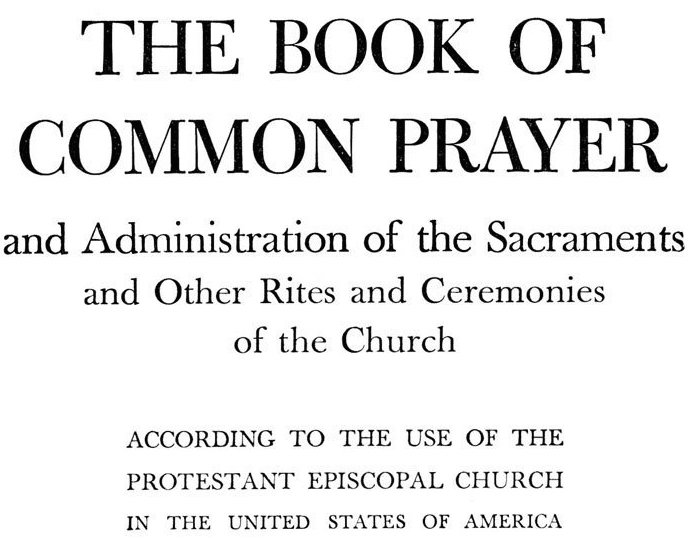 THE BOOK OF
COMMON PRAYER
and Administration of the Sacraments
and Other Rites and Ceremonies
of the Church
ACCORDING TO THE USE OF THE
PROTESTANT EPISCOPAL CHURCH
IN THE UNITED STATES OF AMERICA